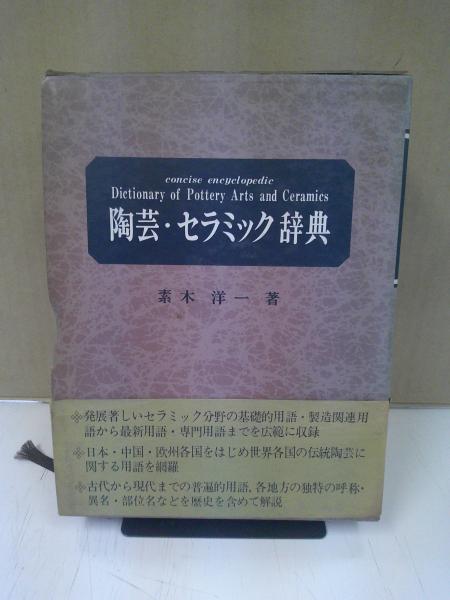 concise encyclopedic
Dictionary of Pottery Arts and Ceramics
陶芸・セラミック辞典
素木洋一 著
※発展著しいセラミック分野の基礎的用語・製造関連用
語から最新用語・専門用語までを広範に収録
※日本・中国・欧州各国をはじめ世界各国の伝統陶芸に
関する用語を網羅
※古代から現代までの普遍的用語、各地方の独特の呼称・
異名・部位名などを歴史を含めて解説